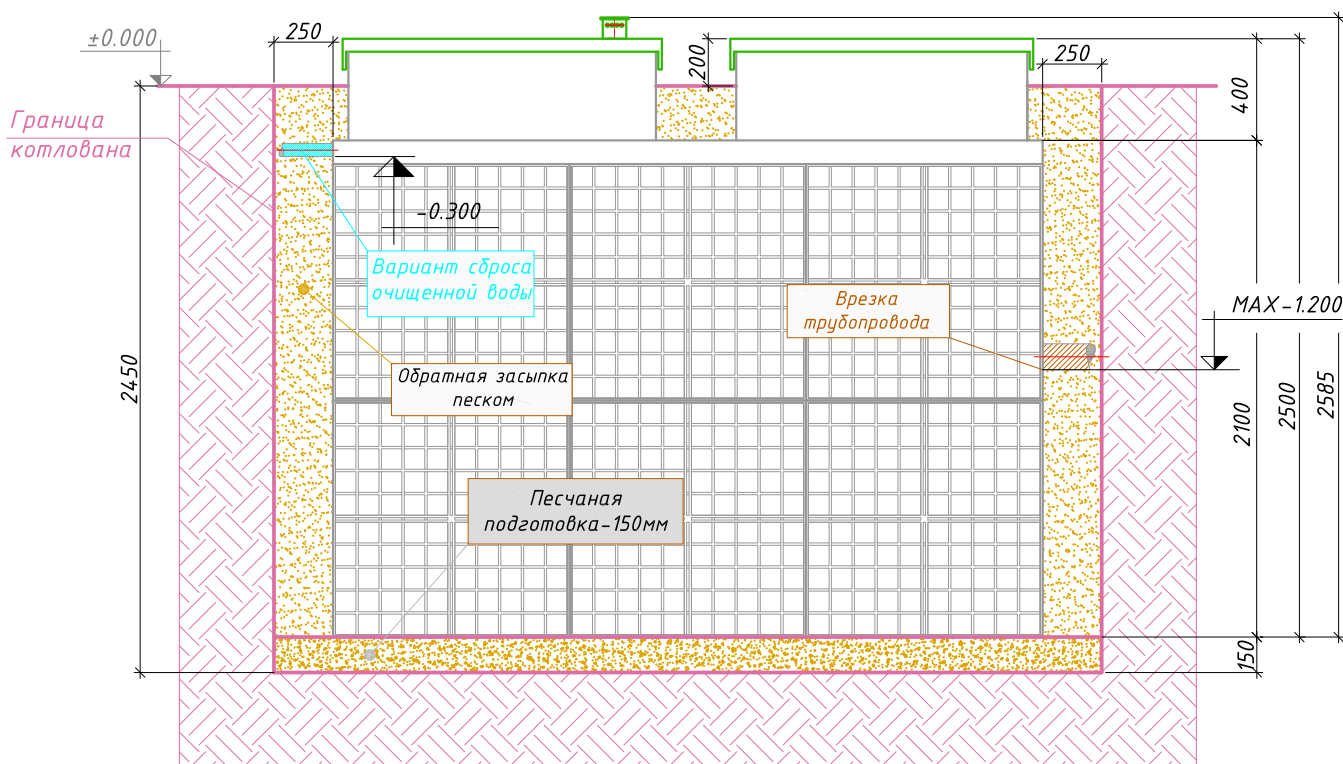 ±0.000
250
200
250
400
Граница
котлована
-0.300
Вариант сброса
очищенной воды
Врезка
трубопровода
MAX-1.200
Обратная засыпка
песком
2450
2100
2500
2585
Песчаная
подготовка-150мм
150